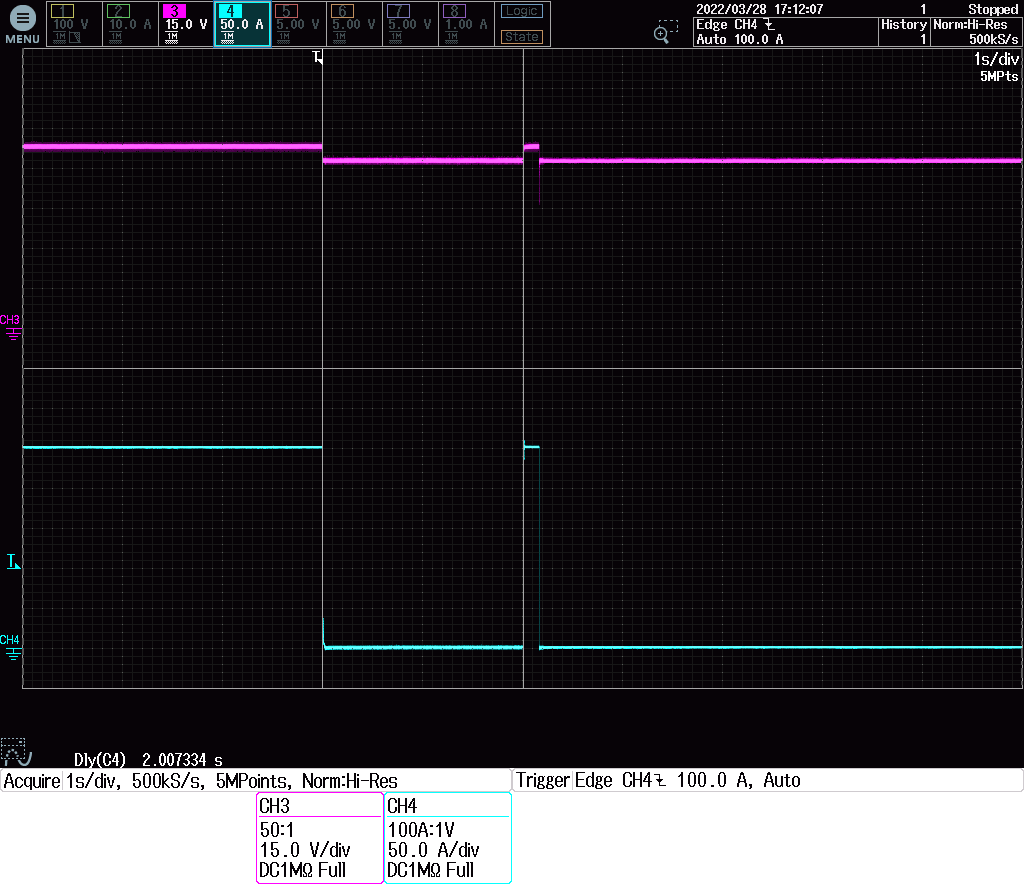 MENU
1 100 V 1M
2 10.0 A 1M
3 15.0 V 1M
4 50.0 A 1M
5 5.00 V 1M
6 5.00 V 1M
7 5.00 V 1M
8 1.00 A 1M
Logic
State
2022/03/28 17:12:07 1 Stopped
Edge CH4 History Norm:Hi-Res
Auto 100.0 A 1 500kS/s
T 1s/div
5MPts
CH3
T
CH4
Dly(C4) 2.007334 s
Acquire 1s/div, 500kS/s, 5MPoints, Norm:Hi-Res Trigger Edge CH4 100.0 A, Auto
CH3 CH4
50:1 100A:1V
15.0 V/div 50.0 A/div
DC1MΩ Full DC1MΩ Full